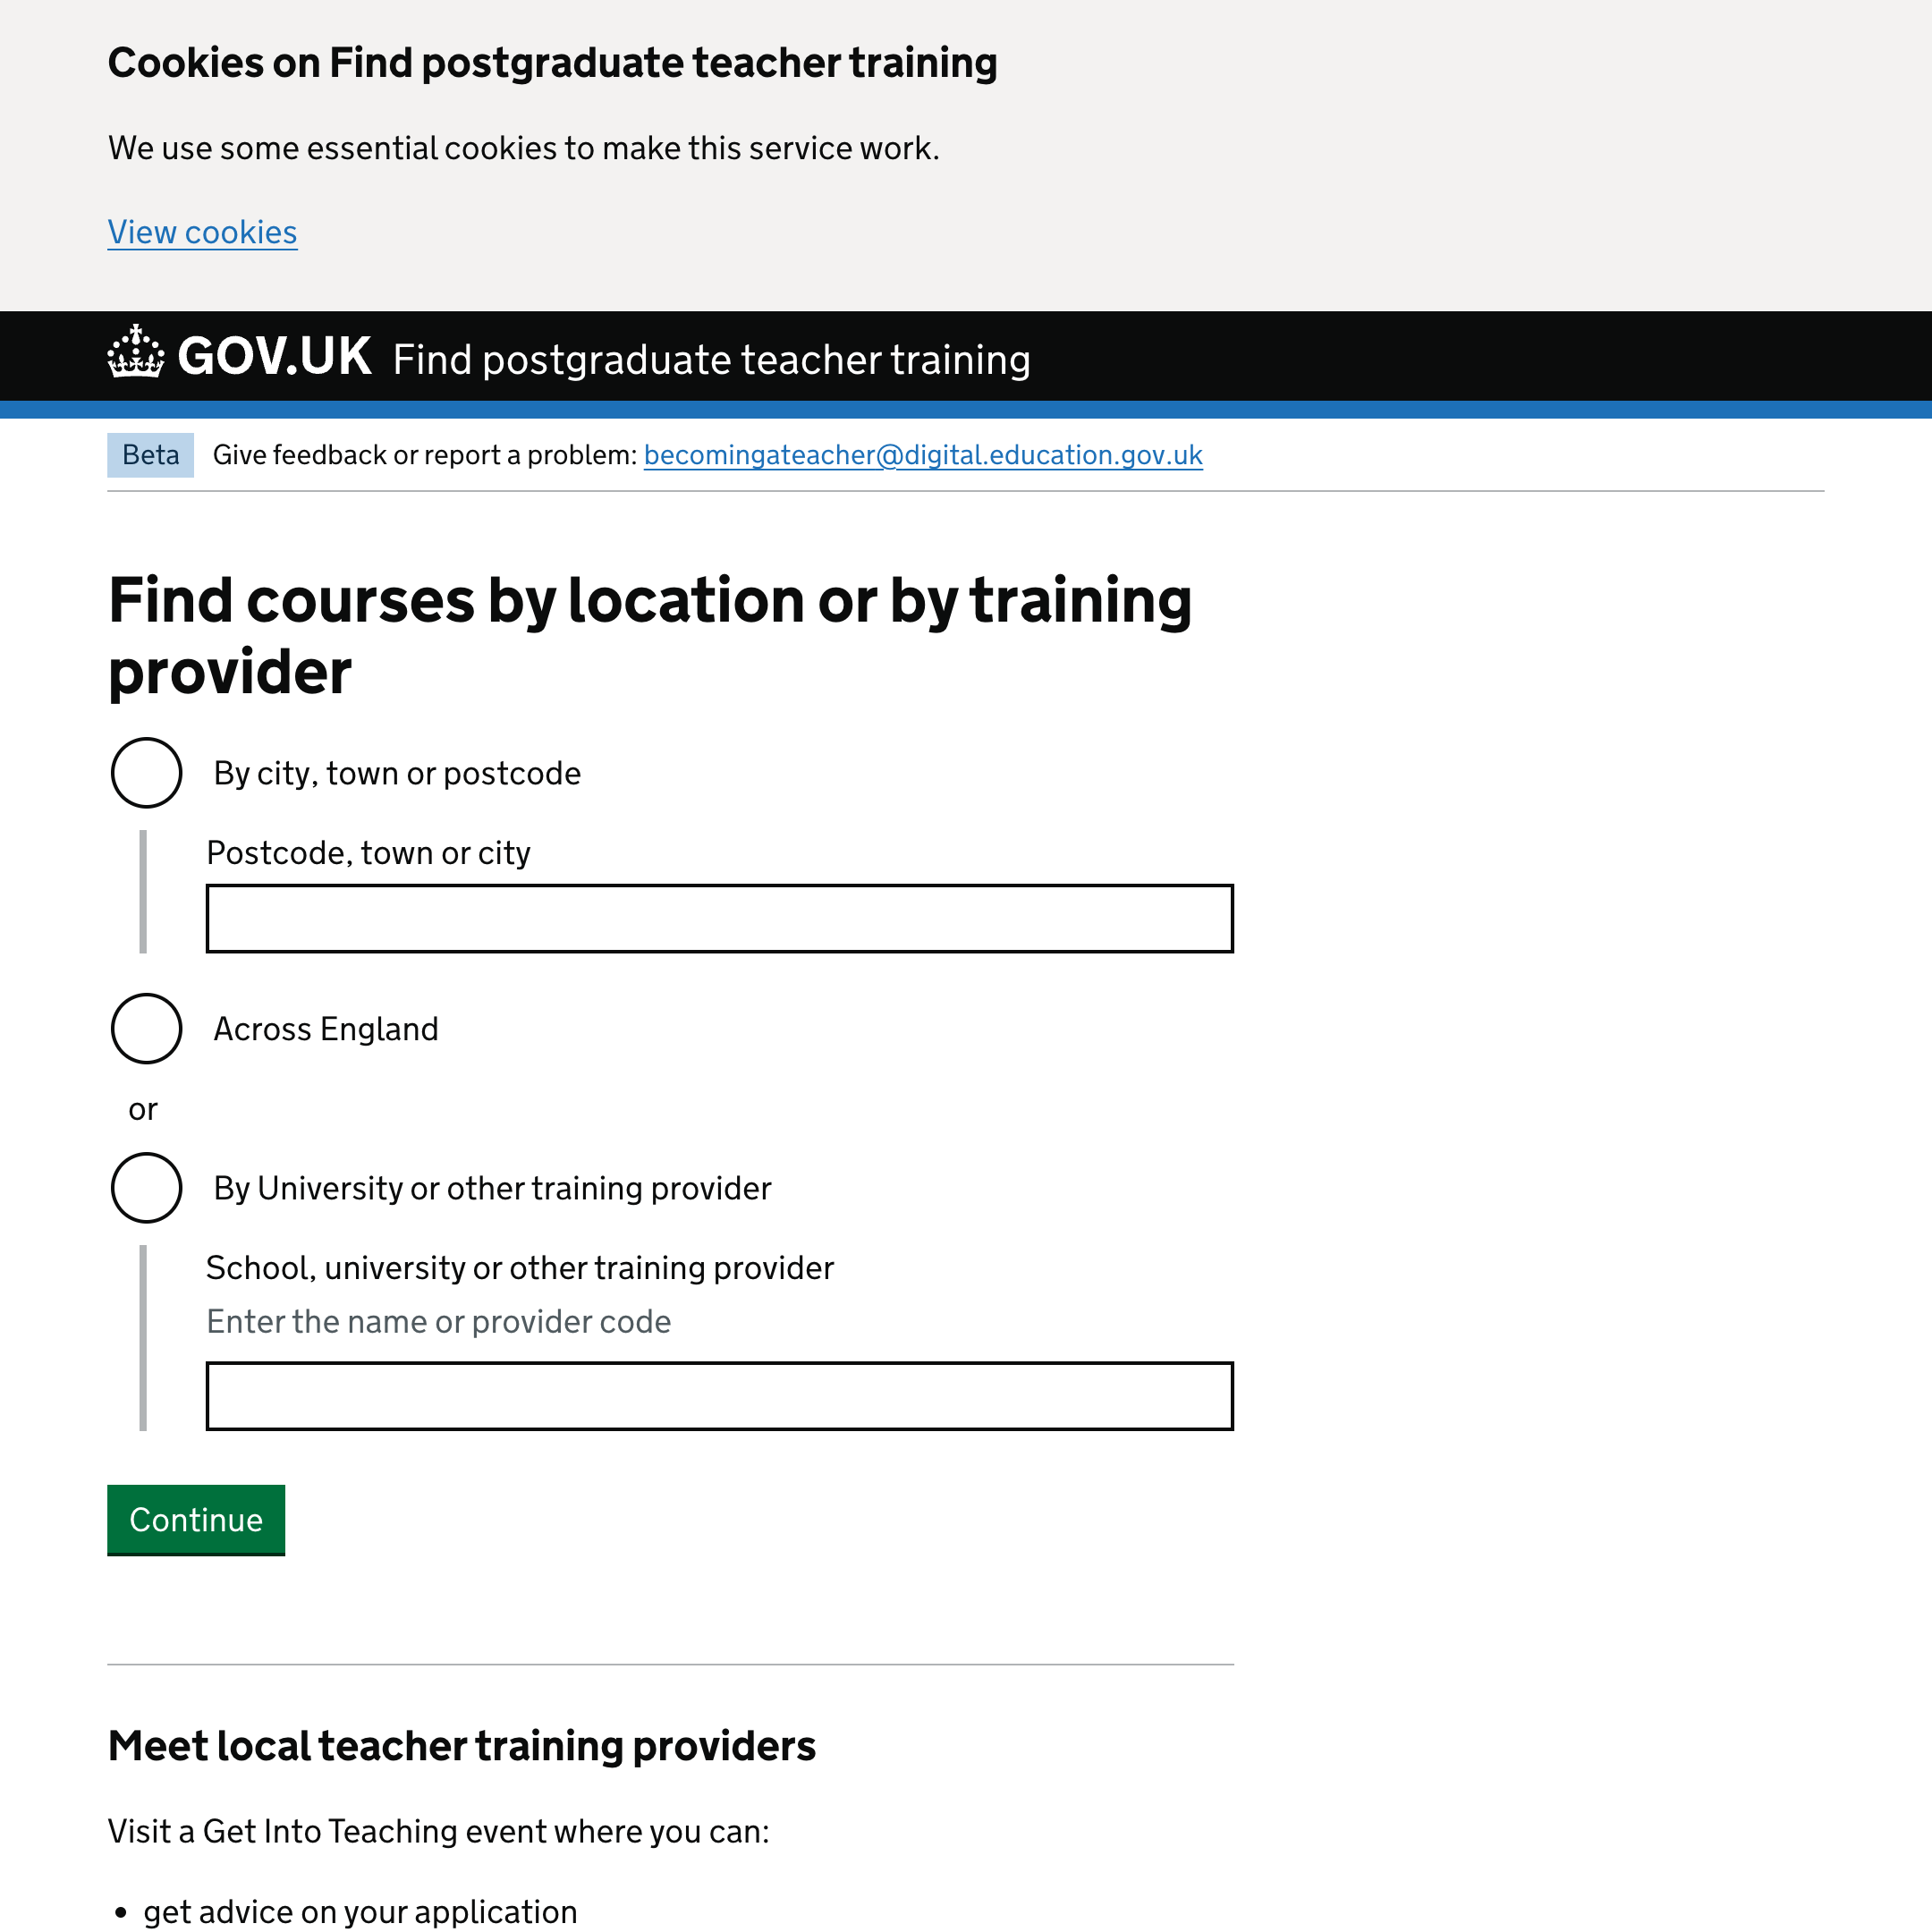 Cookies on Find postgraduate teacher training
We use some essential cookies to make this service work.
View cookies
GOV.UK Find postgraduate teacher training
Beta Give feedback or report a problem: becomingateacher@digital.education.gov.uk
Find courses by location or by training
provider
By city, town or postcode
Postcode, town or city
Across England
or
By University or other training provider
School, university or other training provider
Enter the name or provider code
Continue
Meet local teacher training providers
Visit a Get Into Teaching event where you can:
• get advice on your application